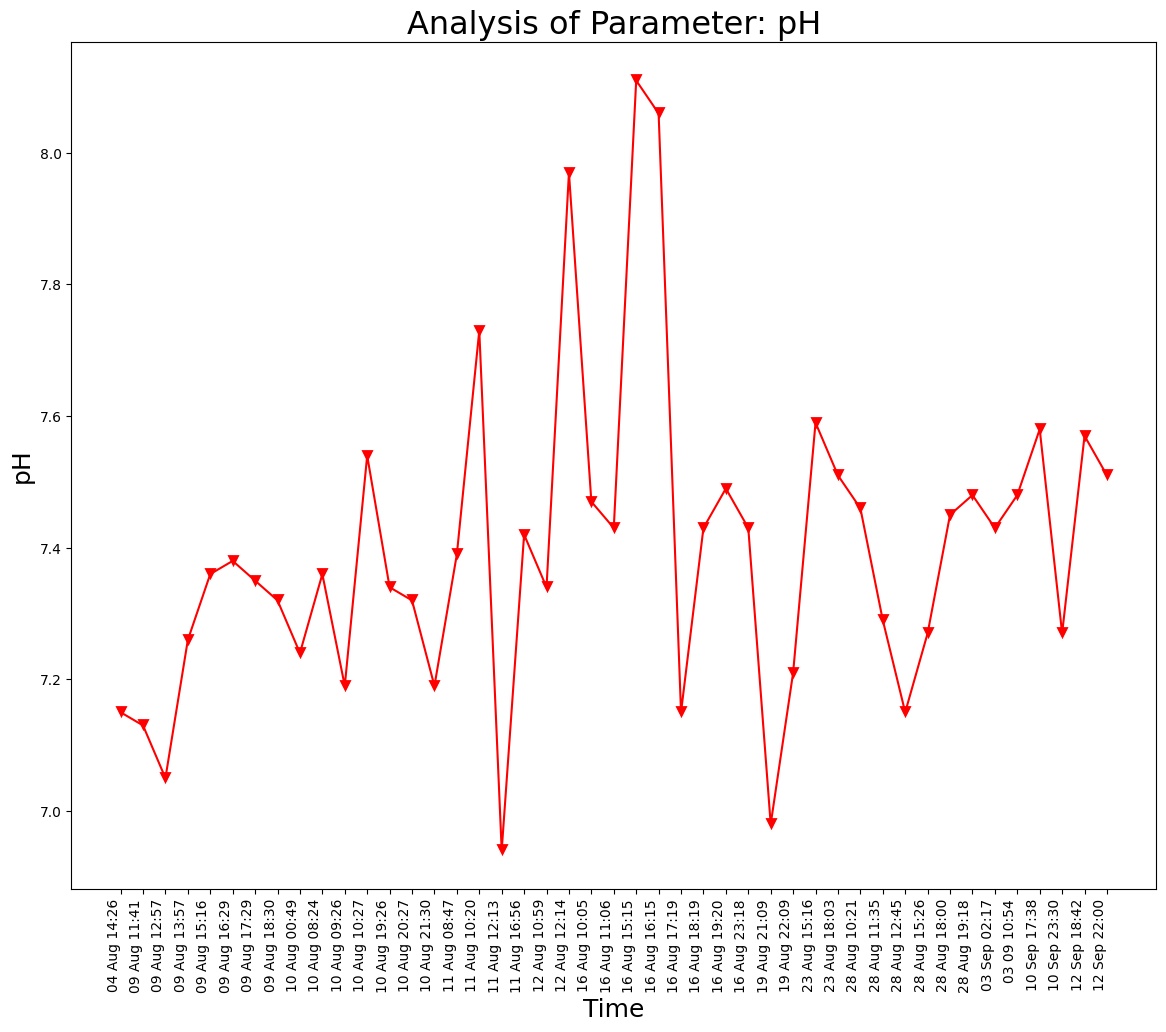 Analysis of Parameter: pH
pH
8.0
7.8
7.6
7.4
7.2
7.0
04 Aug 14:26
09 Aug 11:41
09 Aug 12:57
09 Aug 13:57
09 Aug 15:16
09 Aug 16:29
09 Aug 17:29
09 Aug 18:30
10 Aug 00:49
10 Aug 08:24
10 Aug 09:26
10 Aug 10:27
10 Aug 19:26
10 Aug 20:27
10 Aug 21:30
11 Aug 08:47
11 Aug 10:20
11 Aug 12:13
11 Aug 16:56
12 Aug 10:59
12 Aug 12:14
16 Aug 10:05
16 Aug 11:06
16 Aug 15:15
16 Aug 16:15
16 Aug 17:19
16 Aug 18:19
16 Aug 19:20
16 Aug 23:18
19 Aug 21:09
19 Aug 22:09
23 Aug 15:16
23 Aug 18:03
28 Aug 10:21
28 Aug 11:35
28 Aug 12:45
28 Aug 15:26
28 Aug 18:00
28 Aug 19:18
03 Sep 02:17
03 09 10:54
10 Sep 17:38
10 Sep 23:30
12 Sep 18:42
12 Sep 22:00
Time